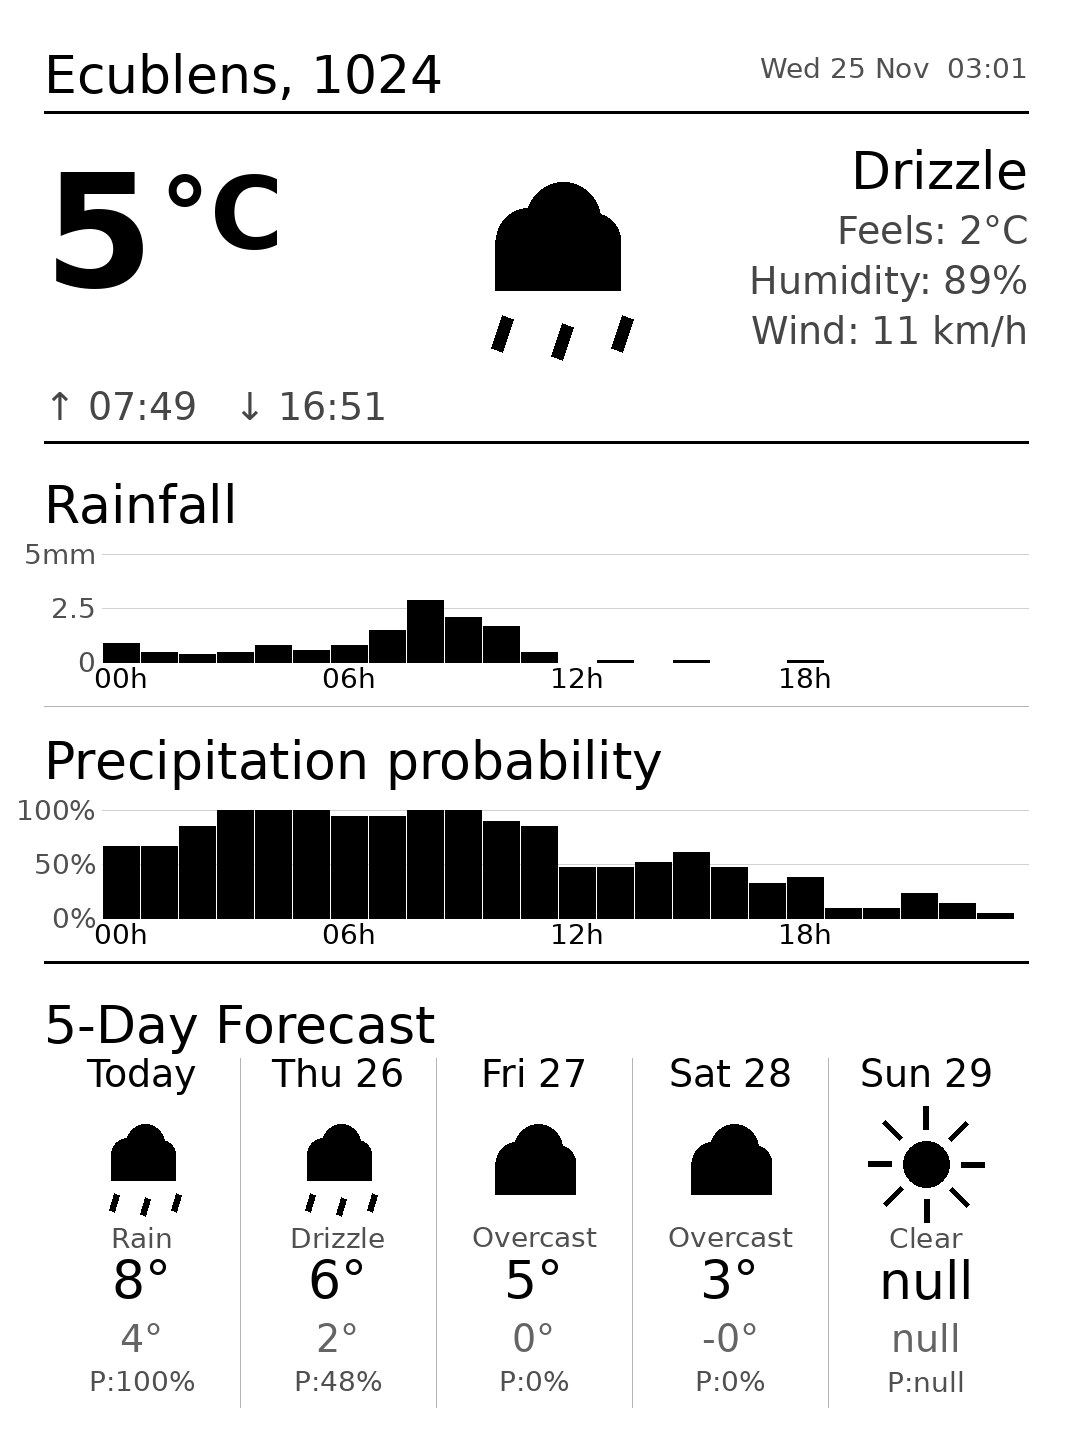 Ecublens, 1024
Wed 25 Nov  03:01
5 °C
Drizzle
Feels: 2°C
Humidity: 89%
Wind: 11 km/h
↑ 07:49   ↓ 16:51
Rainfall
5mm
2.5
0
00h 06h 12h 18h
Precipitation probability
100%
50%
0%
00h 06h 12h 18h
5-Day Forecast
Today Thu 26 Fri 27 Sat 28 Sun 29
Rain Drizzle Overcast Overcast Clear
8° 6° 5° 3° null
4° 2° 0° -0° null
P:100% P:48% P:0% P:0% P:null